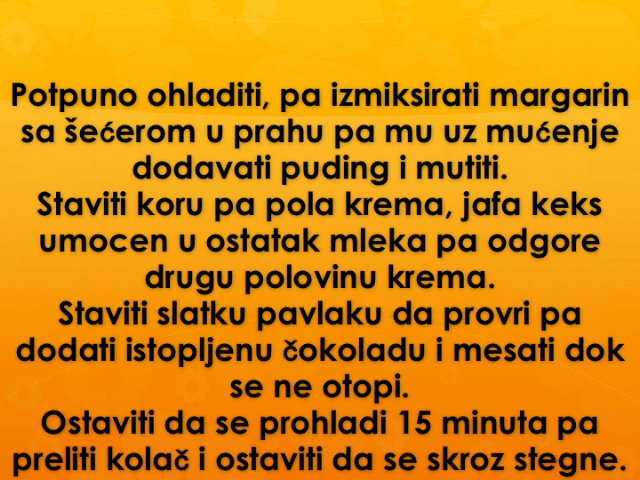 Potpuno ohladiti, pa izmiksirati margarin
sa šećerom u prahu pa mu uz mućenje
dodavati puding i mutiti.
Staviti koru pa pola krema, jafa keks
umocen u ostatak mleka pa odgore
drugu polovinu krema.
Staviti slatku pavlaku da provri pa
dodati istopljenu čokoladu i mesati dok
se ne otopi.
Ostaviti da se prohladi 15 minuta pa
preliti kolač i ostaviti da se skroz stegne.